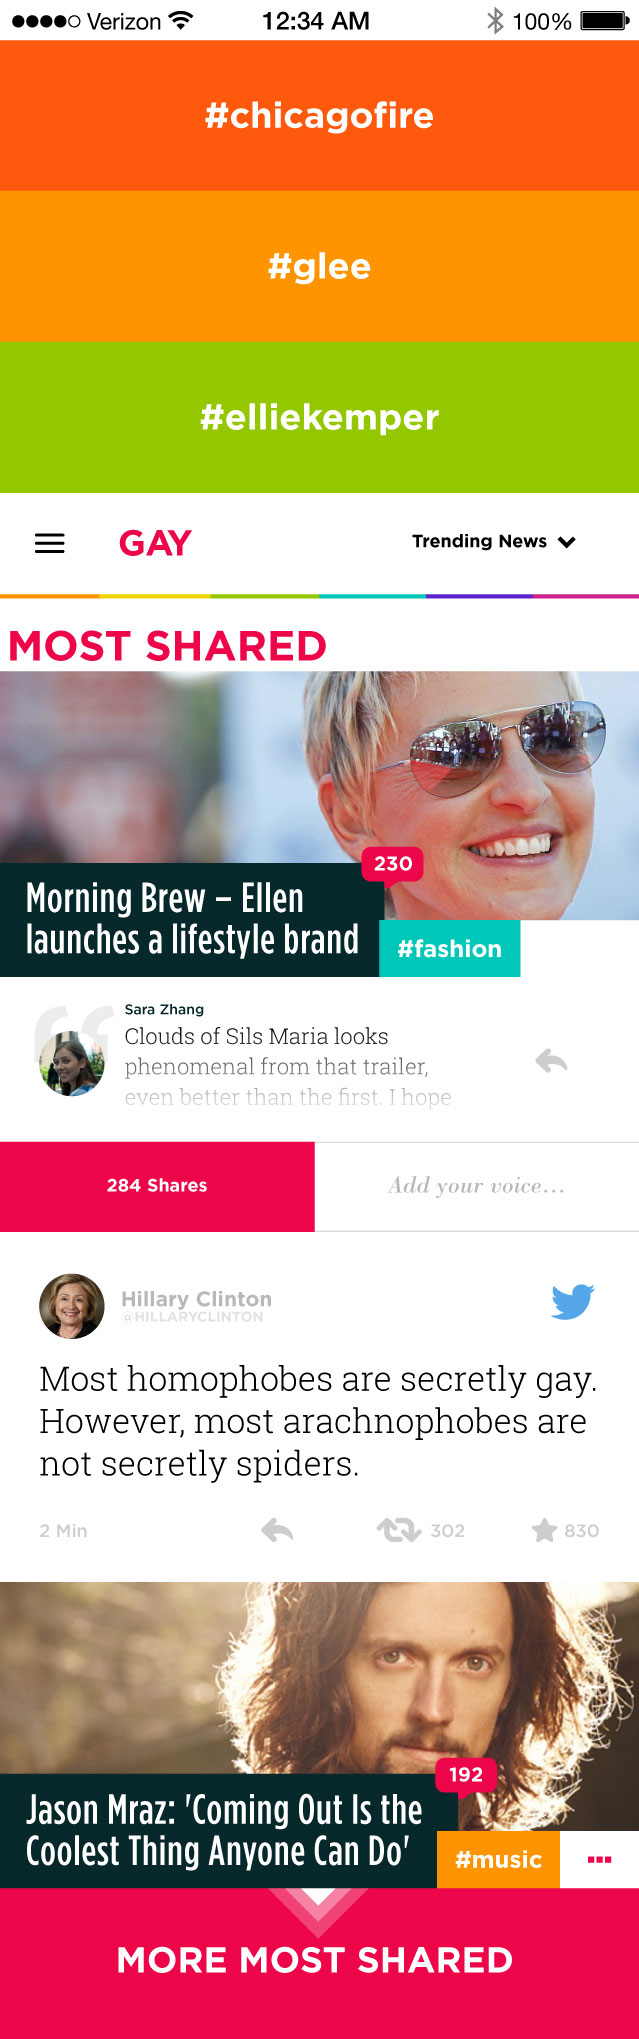 Verizon 12:34 AM 100%
#chicagofire
#glee
#elliekemper
GAY Trending News
MOST SHARED
230
Morning Brew – Ellen
launches a lifestyle brand
#fashion
Sara Zhang
Clouds of Sils Maria looks
phenomenal from that trailer,
even better than the first. I hope
284 Shares Add your voice...
Hillary Clinton
@HILLARYCLINTON
Most homophobes are secretly gay.
However, most arachnophobes are
not secretly spiders.
2 Min 302 830
192
Jason Mraz: 'Coming Out Is the
Coolest Thing Anyone Can Do'
#music
MORE MOST SHARED